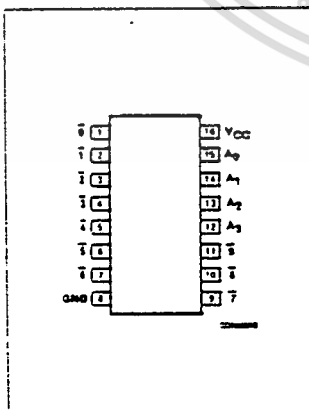 0̅ 1 16 V_CC
1̅ 2 15 A₀
2̅ 3 14 A₁
3̅ 4 13 A₂
4̅ 5 12 A₃
5̅ 6 11 9̅
6̅ 7 10 8̅
GND 8 9 7̅